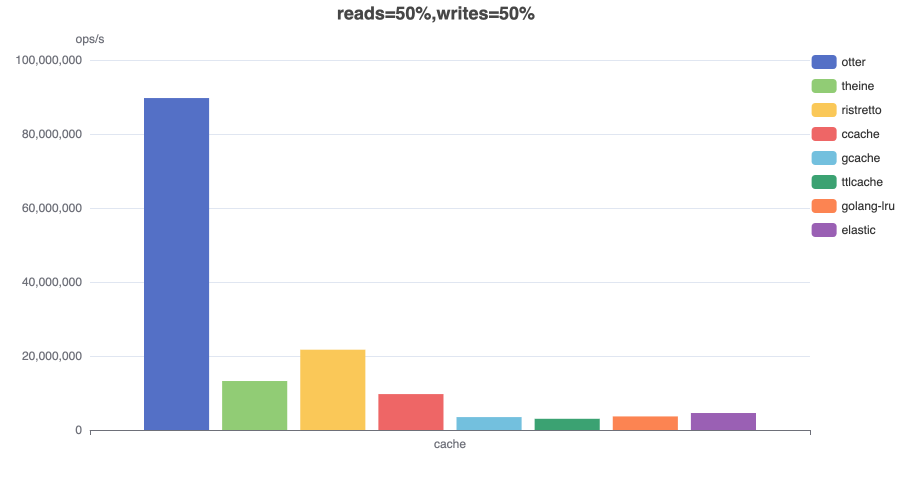 reads=50%,writes=50%
ops/s
100,000,000
80,000,000
60,000,000
40,000,000
20,000,000
0
cache
otter
theine
ristretto
ccache
gcache
ttlcache
golang-lru
elastic